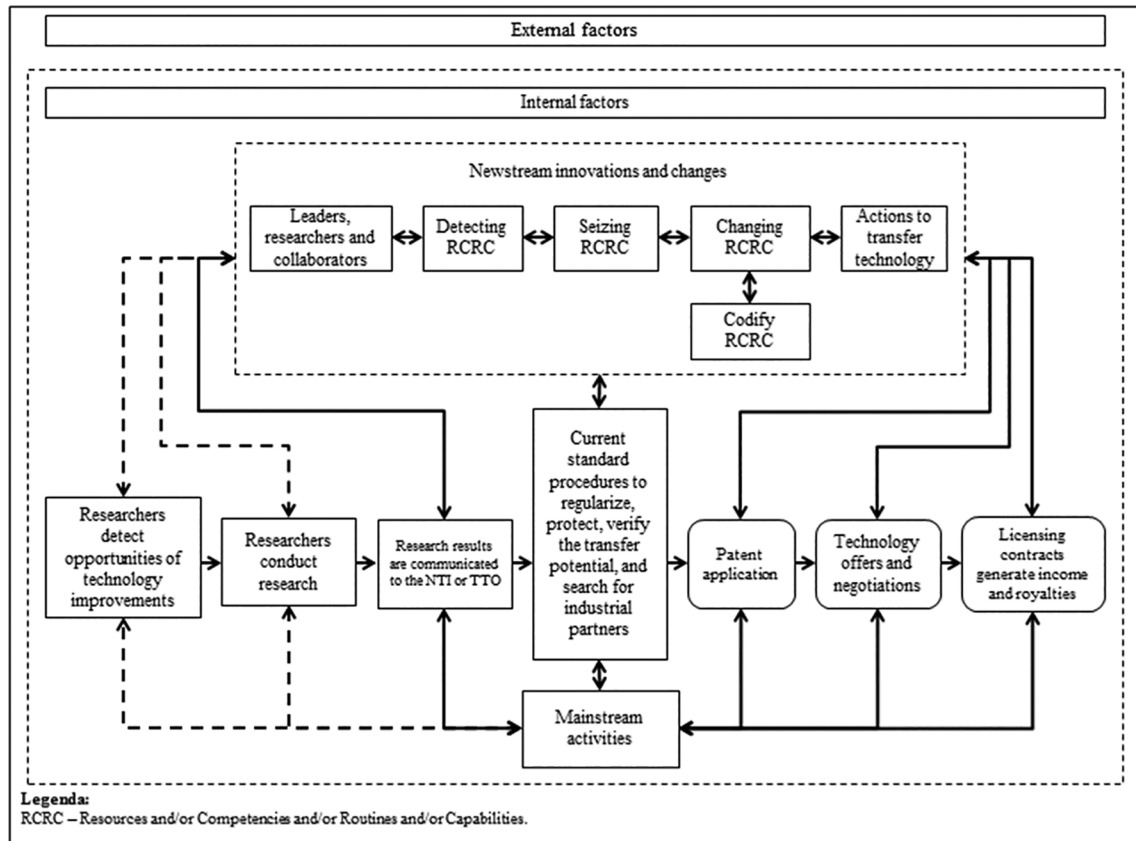 External factors
Internal factors
Newstream innovations and changes
Leaders,
researchers and
collaborators
Detecting
RCRC
Seizing
RCRC
Changing
RCRC
Actions to
transfer
technology
Codify
RCRC
Researchers
detect
opportunities of
technology
improvements
Researchers
conduct
research
Research results
are communicated
to the NTI or TTO
Current
standard
procedures to
regularize,
protect, verify
the transfer
potential, and
search for
industrial
partners
Patent
application
Technology
offers and
negotiations
Licensing
contracts
generate income
and royalties
Mainstream
activities
Legenda:
RCRC – Resources and/or Competencies and/or Routines and/or Capabilities.